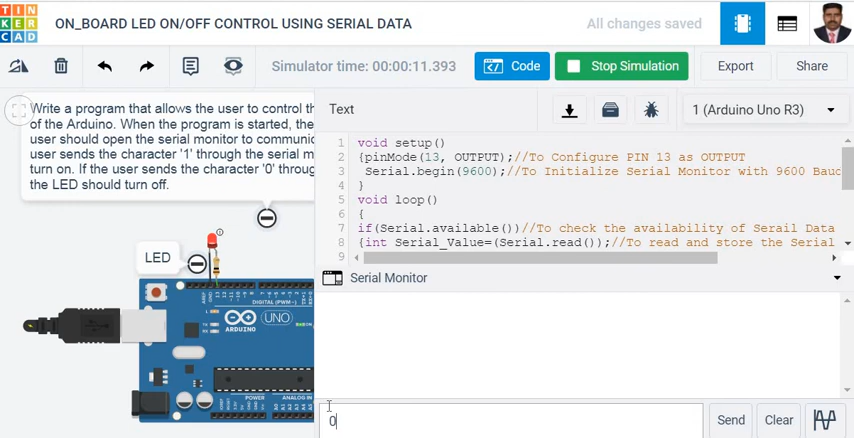 TIN
KER
CAD
ON_BOARD LED ON/OFF CONTROL USING SERIAL DATA
All changes saved
Simulator time: 00:00:11.393
Code
Stop Simulation
Export
Share
Write a program that allows the user to control th
of the Arduino. When the program is started, the
user should open the serial monitor to communic
user sends the character '1' through the serial m
turn on. If the user sends the character '0' throug
the LED should turn off.
LED
DIGITAL (PWM~)
ARDUINO
UNO
POWER
ANALOG IN
Text
1 (Arduino Uno R3)
1 void setup()
2 {pinMode(13, OUTPUT);//To Configure PIN 13 as OUTPUT
3 Serial.begin(9600);//To Initialize Serial Monitor with 9600 Baud
4 }
5 void loop()
6 {
7 if(Serial.available())//To check the availability of Serail Data
8 {int Serial_Value=(Serial.read());//To read and store the Serial
9
Serial Monitor
0
Send
Clear